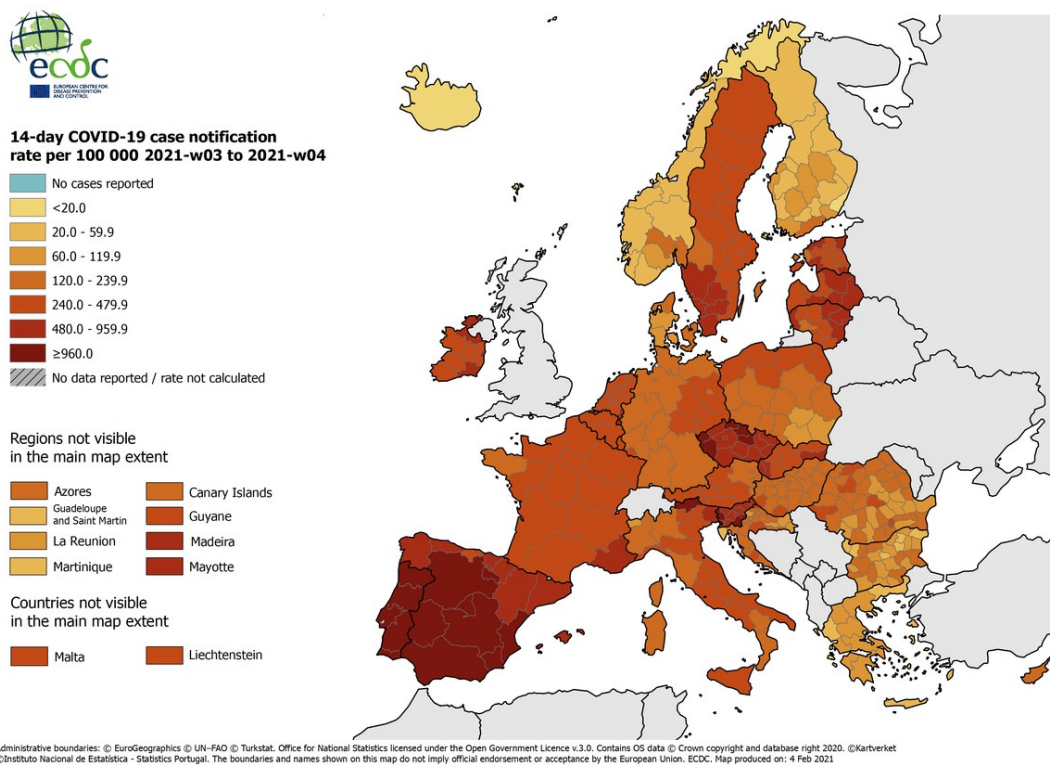 ecdc
EUROPEAN CENTRE FOR
DISEASE PREVENTION
AND CONTROL
14-day COVID-19 case notification
rate per 100 000 2021-w03 to 2021-w04
No cases reported
<20.0
20.0 - 59.9
60.0 - 119.9
120.0 - 239.9
240.0 - 479.9
480.0 - 959.9
≥960.0
No data reported / rate not calculated
Regions not visible
in the main map extent
Azores
Canary Islands
Guadeloupe
and Saint Martin
Guyane
La Reunion
Madeira
Martinique
Mayotte
Countries not visible
in the main map extent
Malta
Liechtenstein
dministrative boundaries: © EuroGeographics © UN–FAO © Turkstat. Office for National Statistics licensed under the Open Government Licence v.3.0. Contains OS data © Crown copyright and database right 2020. ©Kartverket
©Instituto Nacional de Estatística - Statistics Portugal. The boundaries and names shown on this map do not imply official endorsement or acceptance by the European Union. ECDC. Map produced on: 4 Feb 2021